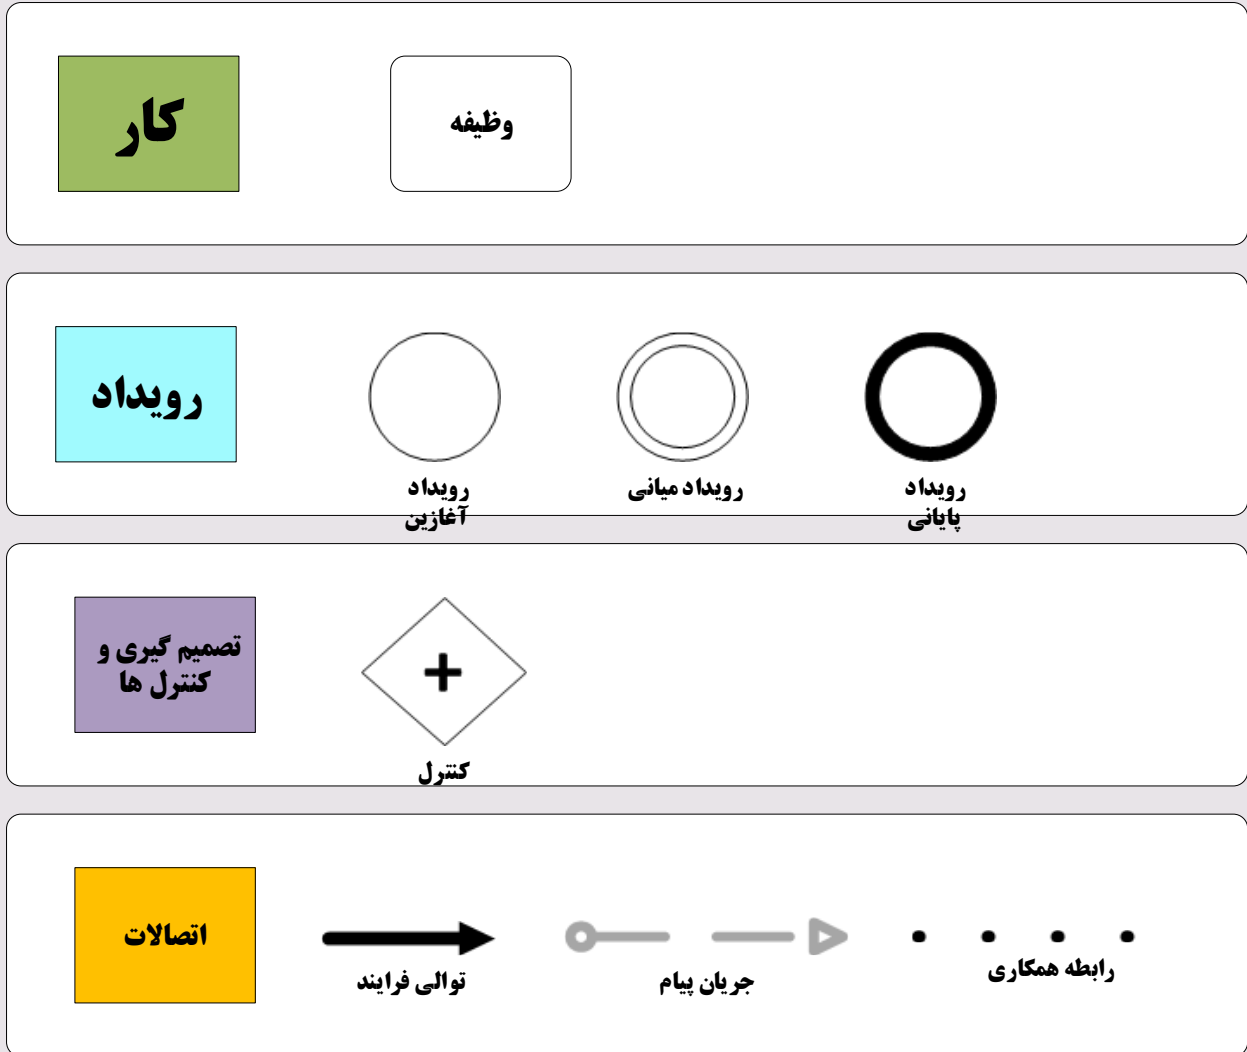 کار
وظیفه
رویداد
رویداد
آغازین
رویداد میانی
رویداد
پایانی
تصمیم گیری و
کنترل ها
کنترل
اتصالات
توالی فرایند
جریان پیام
رابطه همکاری